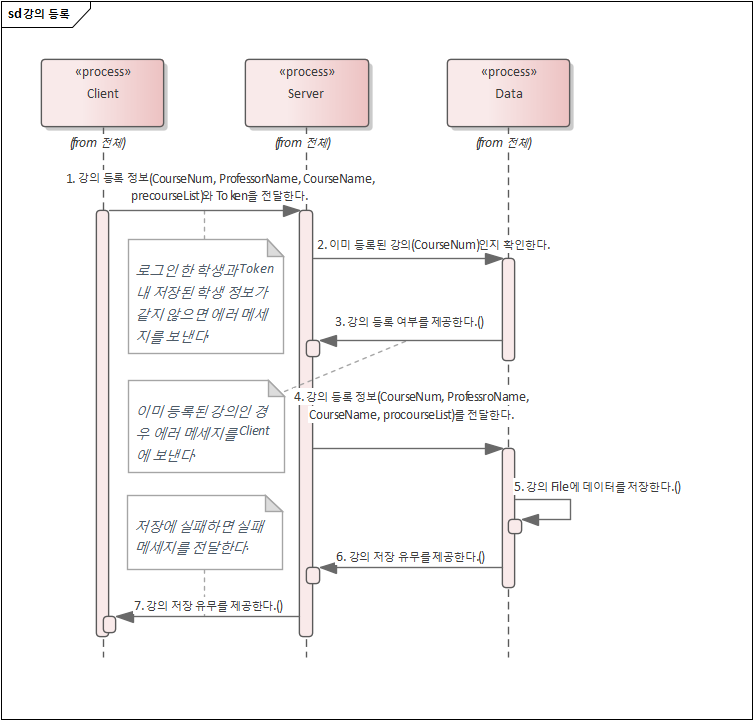 sd 강의 등록
«process»
Client
«process»
Server
«process»
Data
(from 전체)
(from 전체)
(from 전체)
1. 강의 등록 정보(CourseNum, ProfessorName, CourseName,
precourseList)와 Token을 전달한다.
2. 이미 등록된 강의(CourseNum)인지 확인한다.
로그인 한 학생과Token
내 저장된 학생 정보가
같지 않으면 에러 메세
지를 보낸다.
3. 강의 등록 여부를 제공한다.()
이미 등록된 강의인 경
우 에러 메세지를Client
에 보낸다.
4. 강의 등록 정보(CourseNum, ProfessroName,
CourseName, procourseList)를 전달한다.
5. 강의 File에 데이터를 저장한다.()
저장에 실패하면 실패
메세지를 전달한다.
6. 강의 저장 유무를 제공한다.()
7. 강의 저장 유무를 제공한다.()